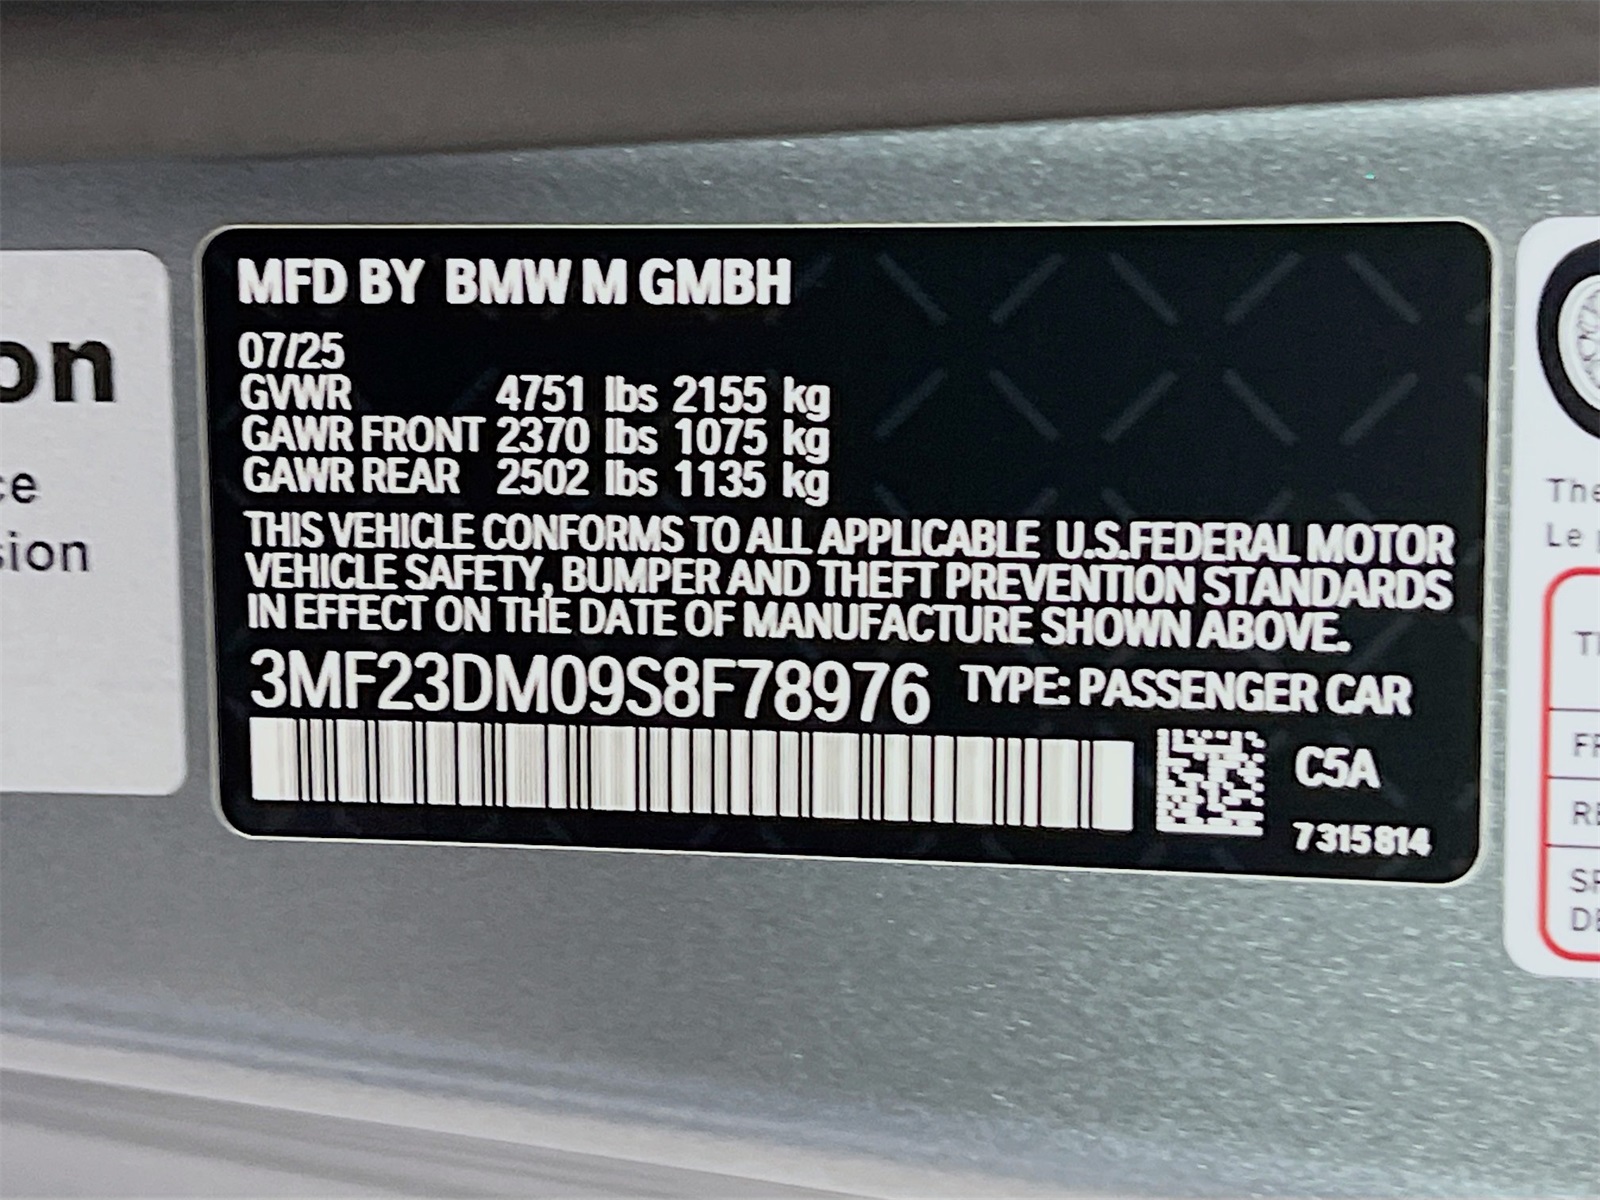 MFD BY BMW M GMBH
07/25
GVWR 4751 lbs 2155 kg
GAWR FRONT 2370 lbs 1075 kg
GAWR REAR 2502 lbs 1135 kg
THIS VEHICLE CONFORMS TO ALL APPLICABLE U.S.FEDERAL MOTOR
VEHICLE SAFETY, BUMPER AND THEFT PREVENTION STANDARDS
IN EFFECT ON THE DATE OF MANUFACTURE SHOWN ABOVE.
3MF23DM09S8F78976 TYPE: PASSENGER CAR
C5A
7315814
on
ce
sion
The
Le